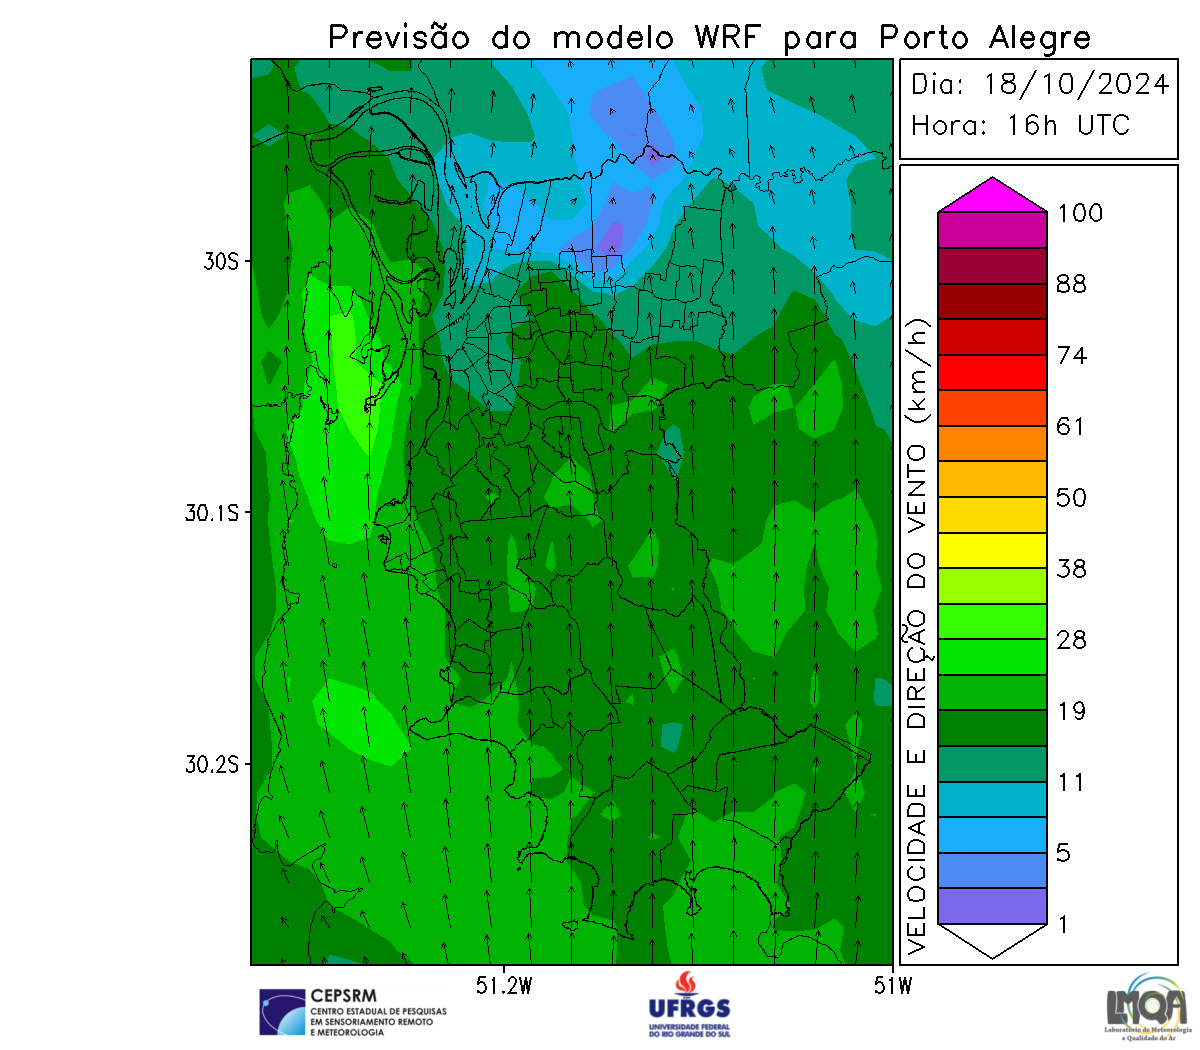 Previsão do modelo WRF para Porto Alegre
Dia: 18/10/2024
Hora: 16h UTC
VELOCIDADE E DIREÇÃO DO VENTO (km/h)
100
88
74
61
50
38
28
19
11
5
1
30S
30.1S
30.2S
51.2W
51W
CEPSRM
CENTRO ESTADUAL DE PESQUISAS
EM SENSORIAMENTO REMOTO
E METEOROLOGIA
UFRGS
UNIVERSIDADE FEDERAL
DO RIO GRANDE DO SUL
LMQA
Laboratório de Meteorologia
e Qualidade do Ar